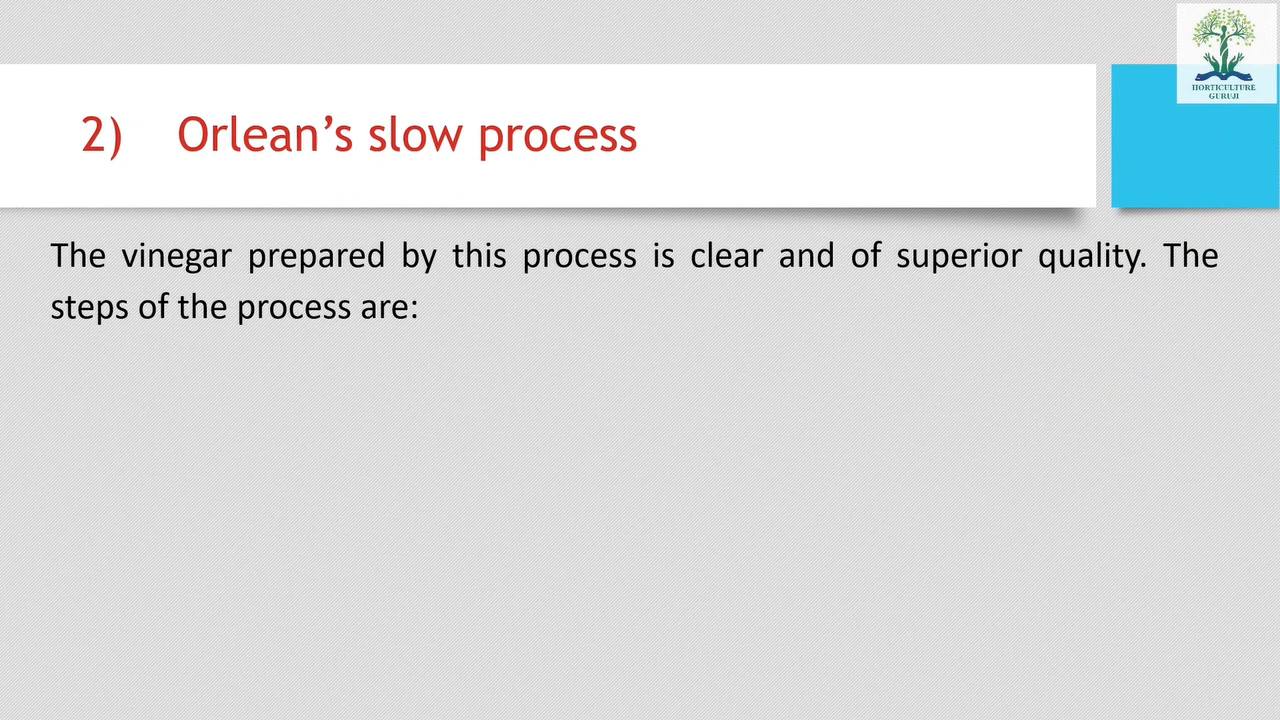 HORTICULTURE
GURUJI
2) Orlean’s slow process
The vinegar prepared by this process is clear and of superior quality. The
steps of the process are: